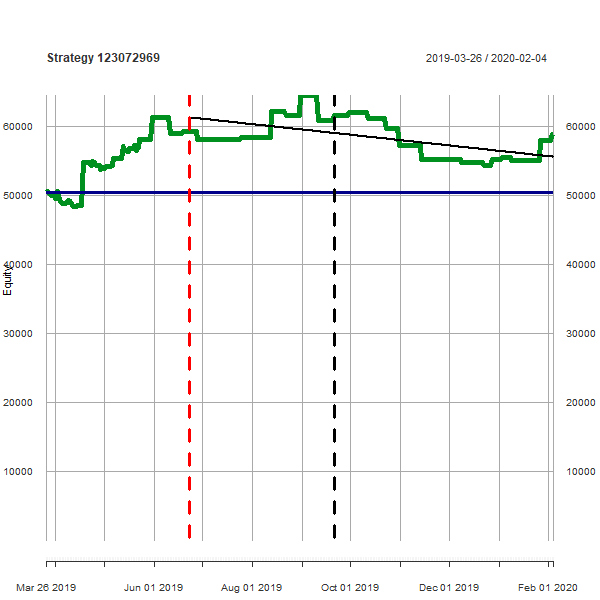 Strategy 123072969
2019-03-26 / 2020-02-04
60000
60000
50000
50000
40000
40000
Equity
30000
30000
20000
20000
10000
10000
Mar 26 2019
Jun 01 2019
Aug 01 2019
Oct 01 2019
Dec 01 2019
Feb 01 2020